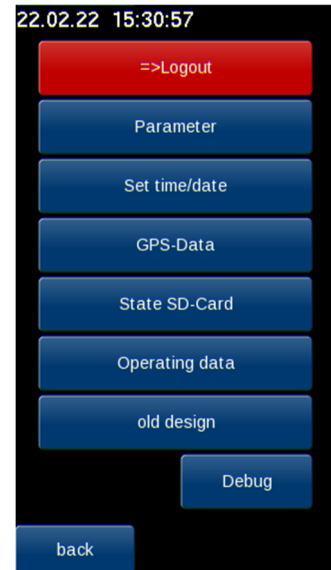 22.02.22 15:30:57
=>Logout
Parameter
Set time/date
GPS-Data
State SD-Card
Operating data
old design
Debug
back